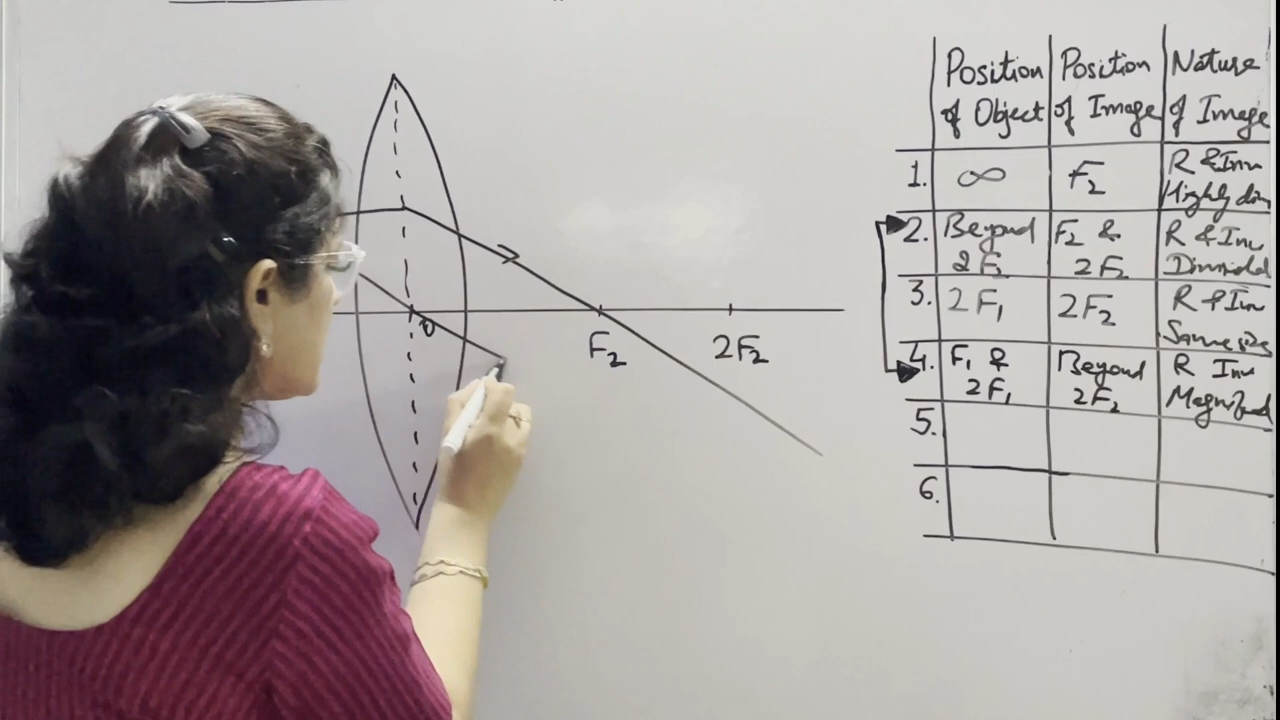 Position of Object
Position of Image
Nature of Image
1. ∞ F₂ R & Inv Highly dim
2. Beyond 2F₁ F₂ & 2F₂ R & Inv
3. 2F₁ 2F₂ R & Inv Same size
4. F₁ & 2F₁ Beyond 2F₂ R Inv Magnified
5.
6.
O
F₂
2F₂